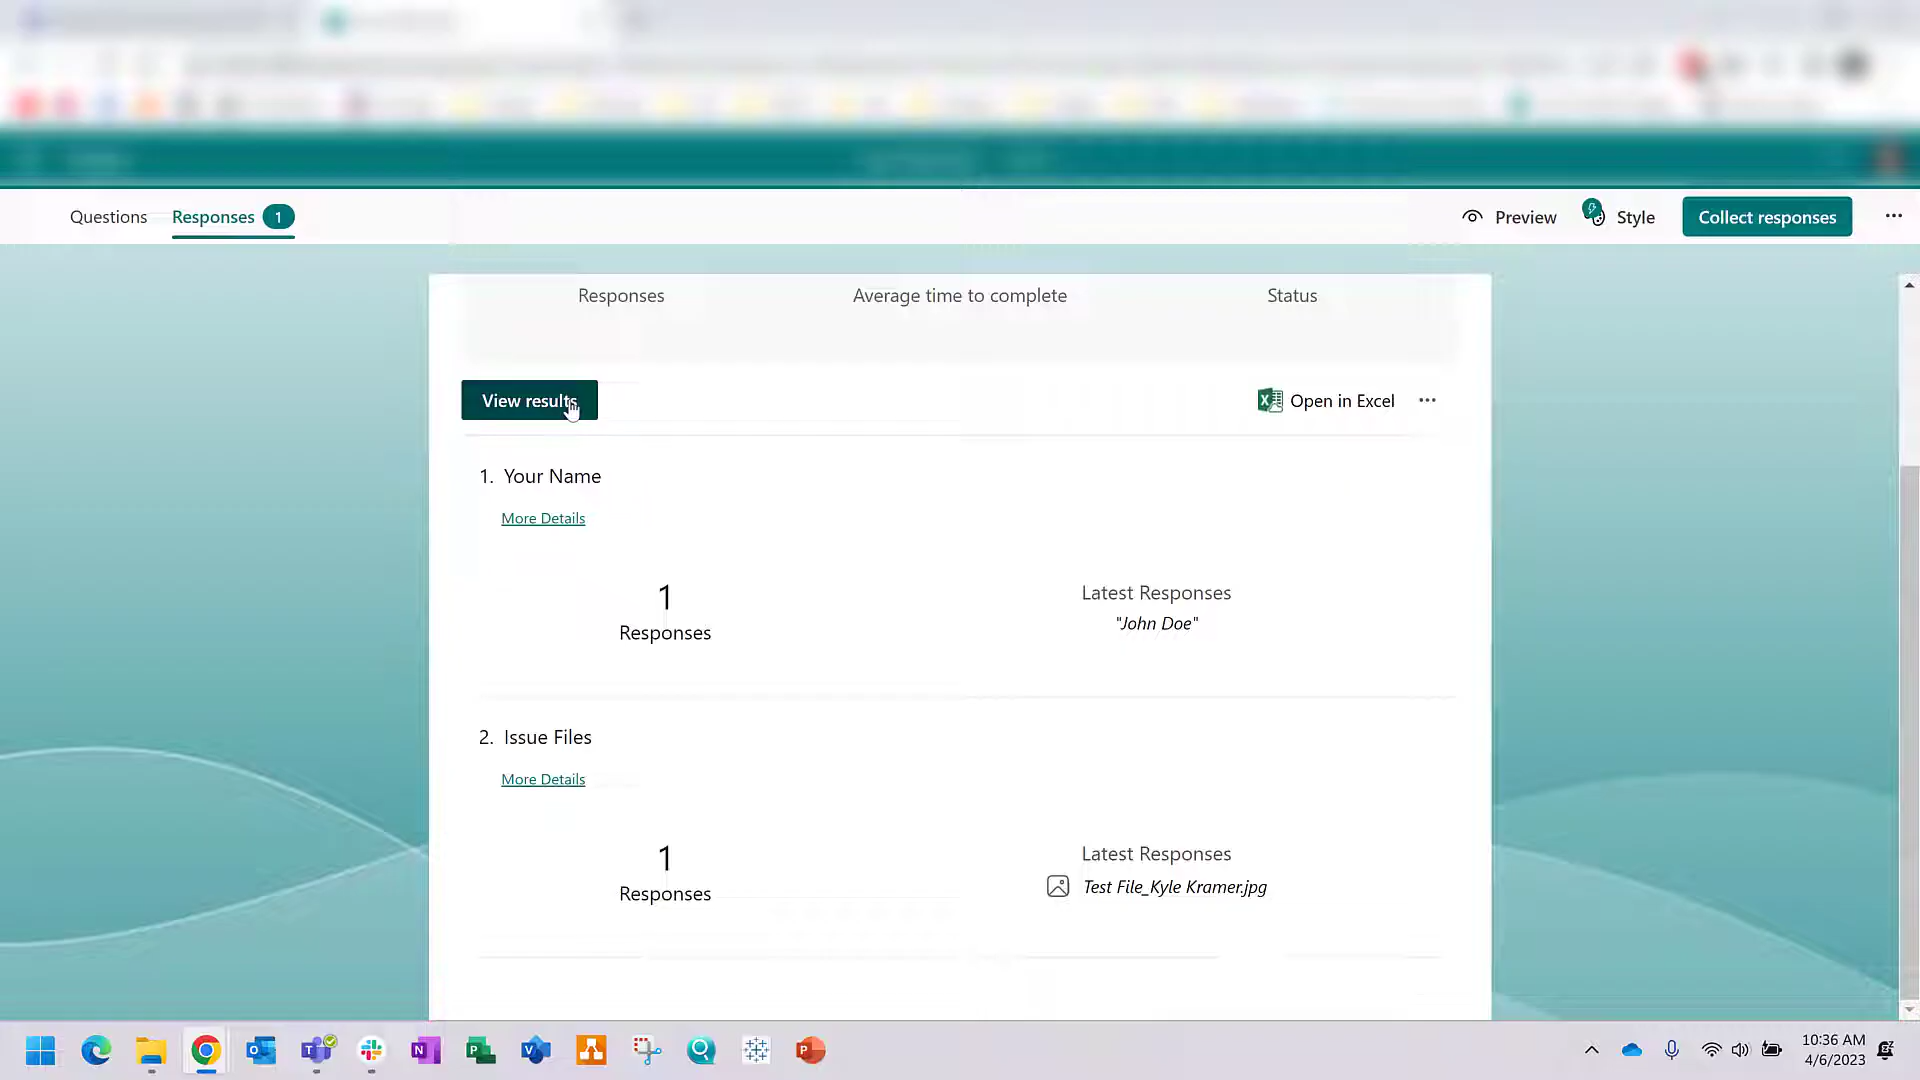 Questions
Responses 1
Preview
Style
Collect responses
Responses
Average time to complete
Status
View results
Open in Excel
1. Your Name
More Details
1
Responses
Latest Responses
"John Doe"
2. Issue Files
More Details
1
Responses
Latest Responses
Test File_Kyle Kramer.jpg
10:36 AM
4/6/2023